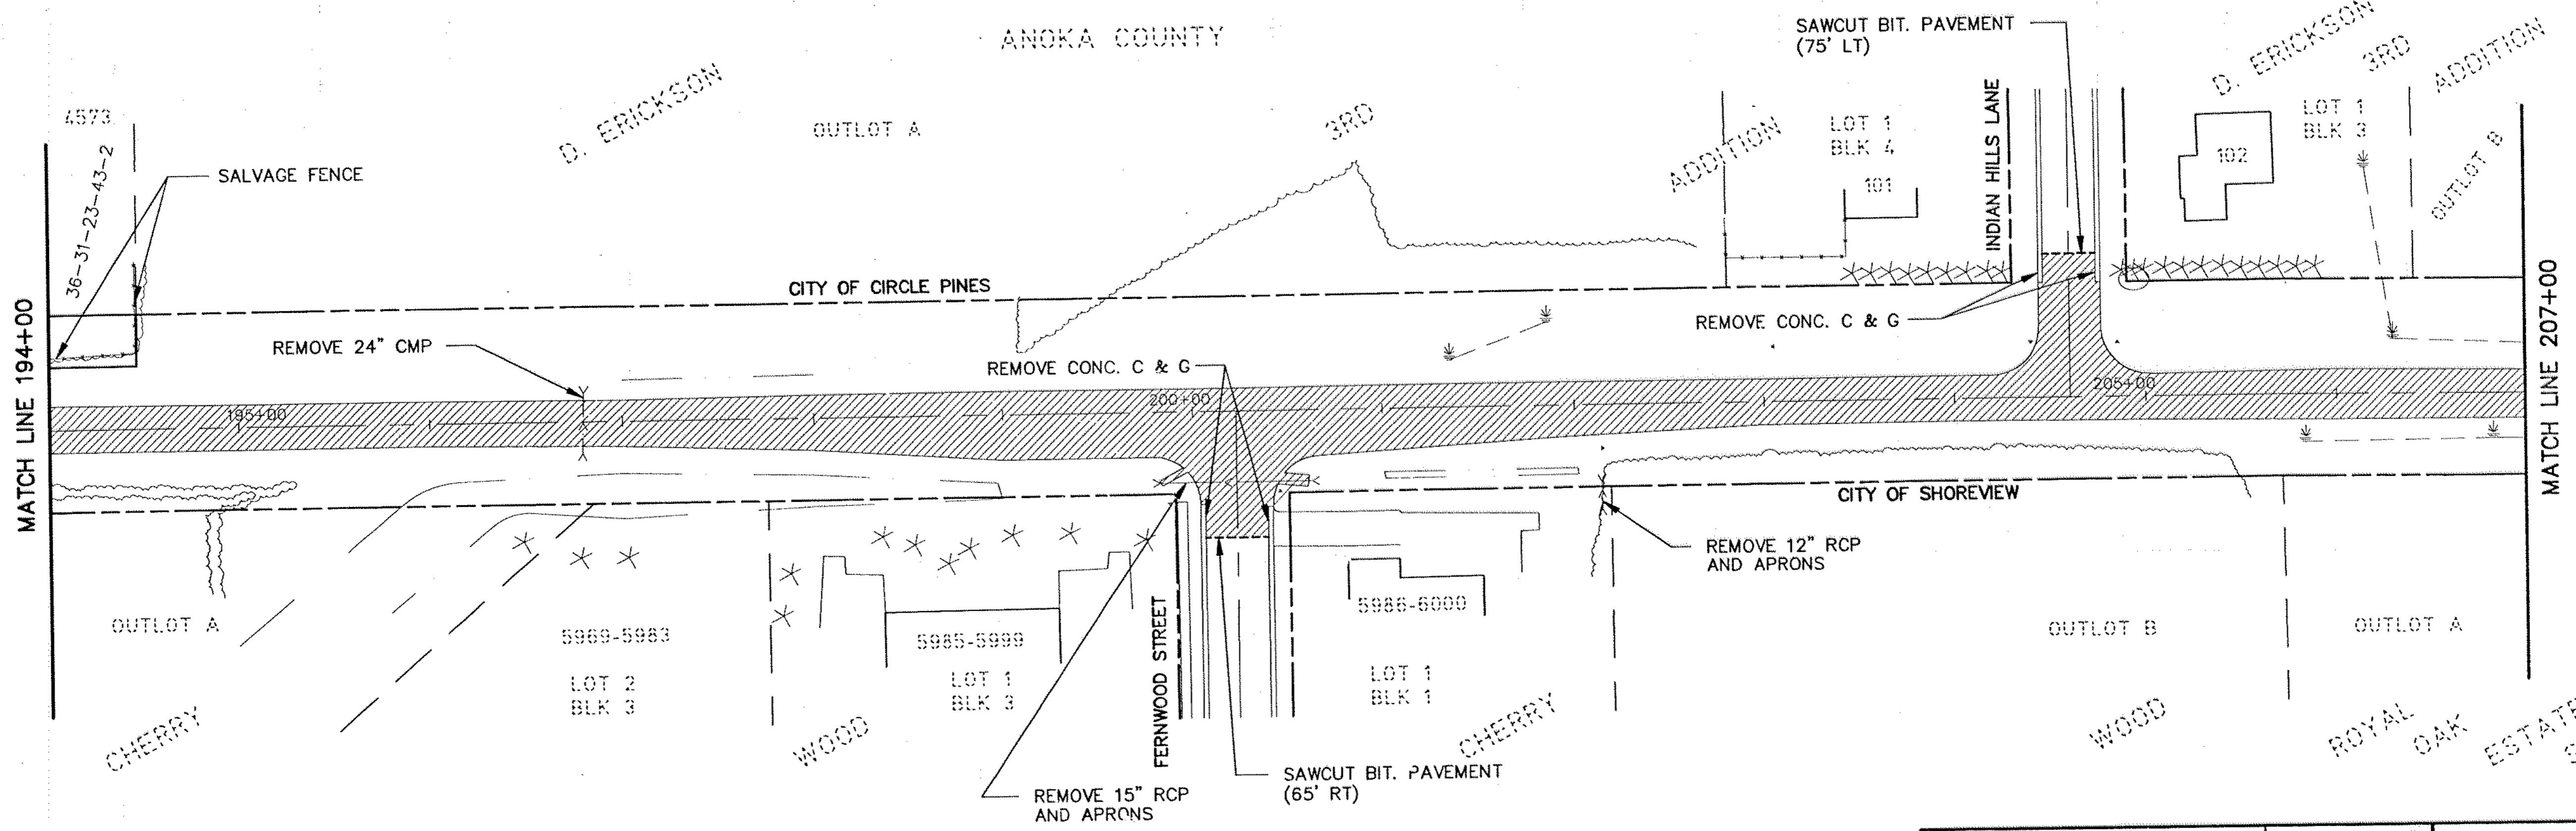 ANOKA COUNTY
SAWCUT BIT. PAVEMENT
(75' LT)
D. ERICKSON
3RD
ADDITION
4573
D. ERICKSON
OUTLOT A
3RD
ADDITION
LOT 1
BLK 4
101
INDIAN HILLS LANE
102
LOT 1
BLK 3
OUTLOT B
36-31-23-43-2
SALVAGE FENCE
CITY OF CIRCLE PINES
MATCH LINE 194+00
REMOVE 24" CMP
REMOVE CONC. C & G
REMOVE CONC. C & G
MATCH LINE 207+00
195+00
200+00
205+00
CITY OF SHOREVIEW
REMOVE 12" RCP
AND APRONS
OUTLOT A
5969-5983
LOT 2
BLK 3
5985-5999
LOT 1
BLK 3
FERNWOOD STREET
5986-6000
LOT 1
BLK 1
OUTLOT B
OUTLOT A
CHERRY
WOOD
CHERRY
WOOD
ROYAL
OAK
REMOVE 15" RCP
AND APRONS
SAWCUT BIT. PAVEMENT
(65' RT)